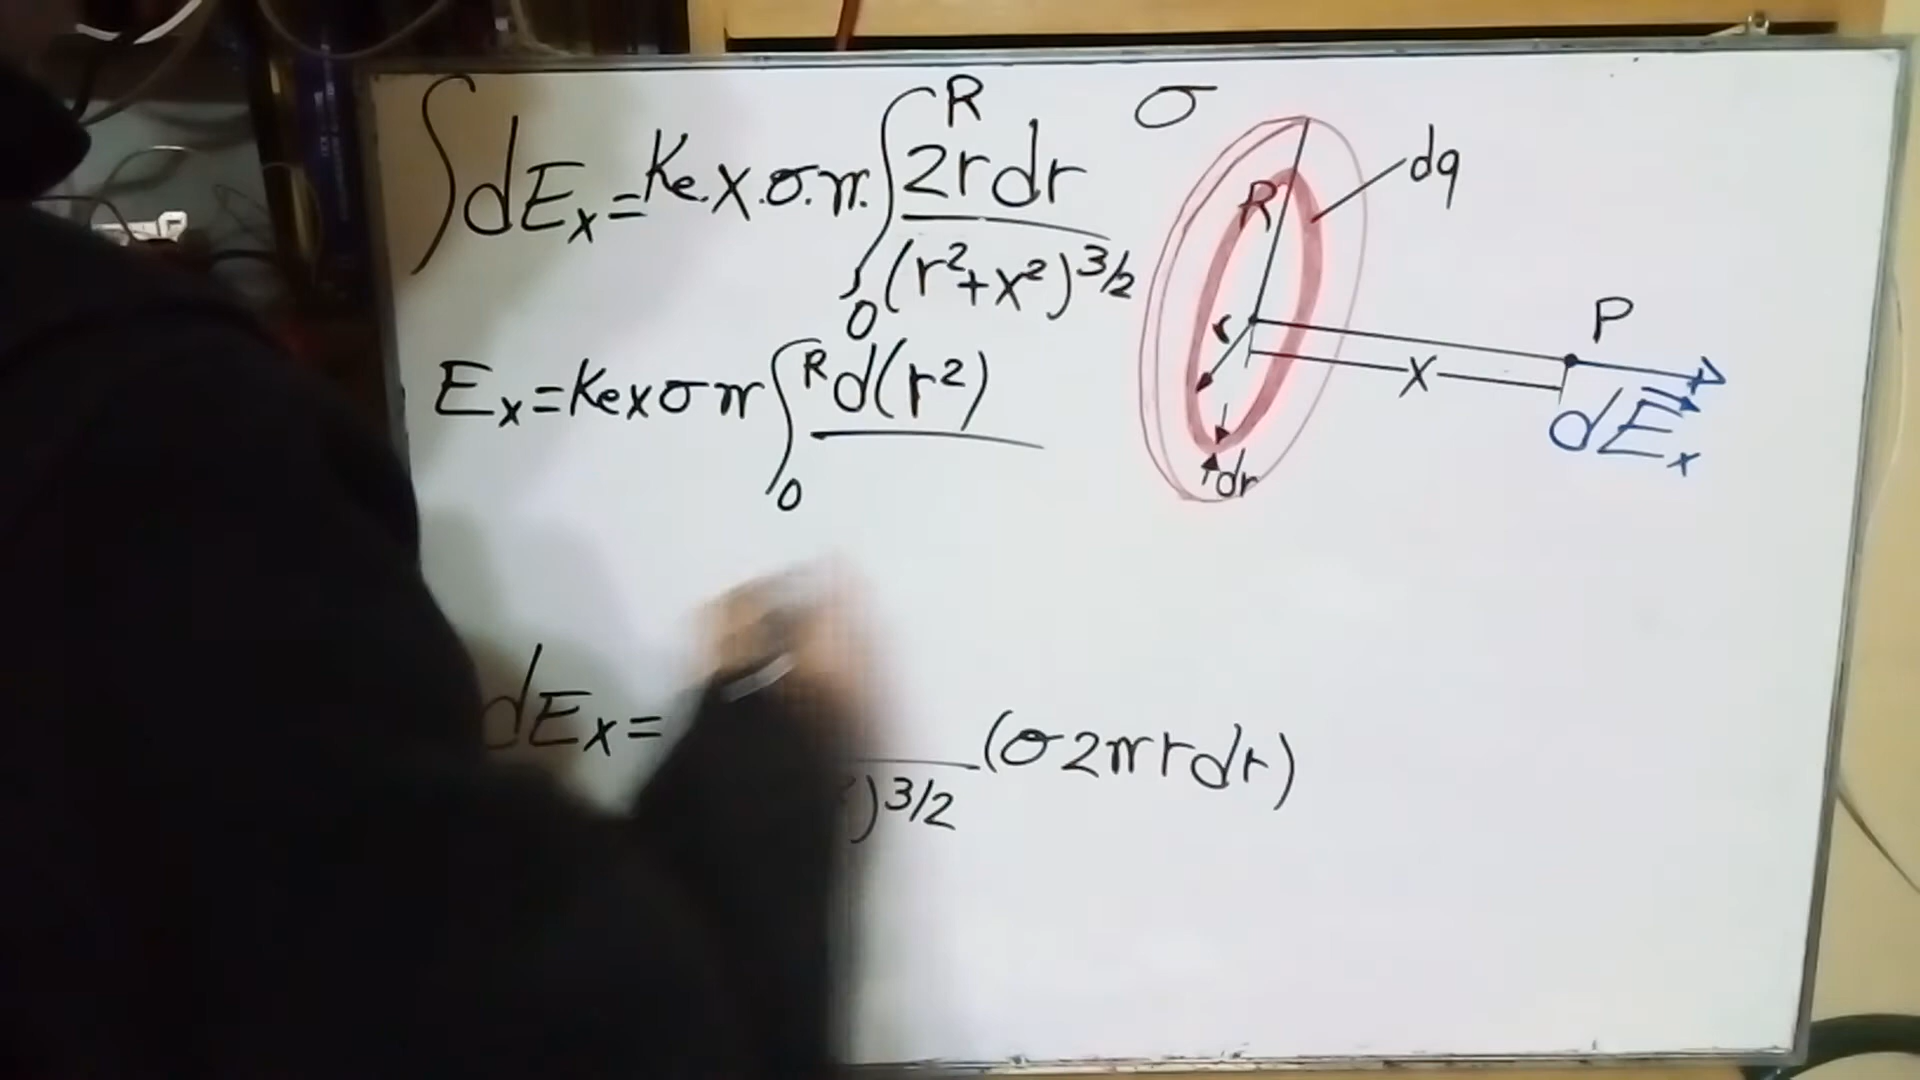 ∫dEx = Ke.x.σ.π.∫₀ᴿ 2rdr/(r²+x²)^3/2
Ex = Kexσπ ∫₀ᴿ d(r²)
dEx = )^3/2 (σ2πrdr)
σ
R
dq
r
dr
x
P
dEx